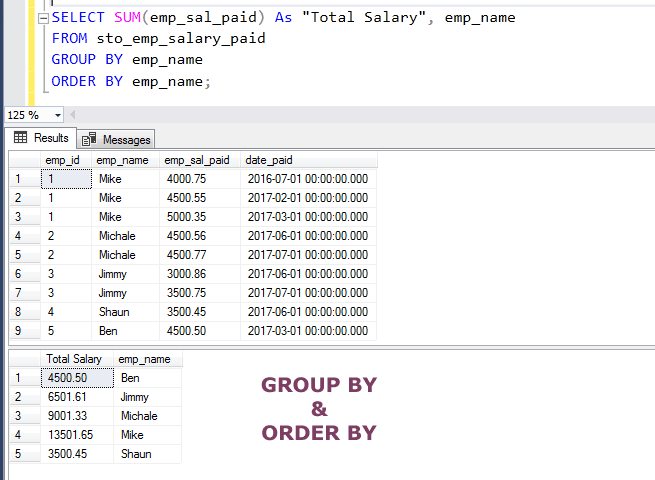 SELECT SUM(emp_sal_paid) As "Total Salary", emp_name
FROM sto_emp_salary_paid
GROUP BY emp_name
ORDER BY emp_name;
125 %
Results Messages
emp_id emp_name emp_sal_paid date_paid
1 1 Mike 4000.75 2016-07-01 00:00:00.000
2 1 Mike 4500.55 2017-02-01 00:00:00.000
3 1 Mike 5000.35 2017-03-01 00:00:00.000
4 2 Michale 4500.56 2017-06-01 00:00:00.000
5 2 Michale 4500.77 2017-07-01 00:00:00.000
6 3 Jimmy 3000.86 2017-06-01 00:00:00.000
7 3 Jimmy 3500.75 2017-07-01 00:00:00.000
8 4 Shaun 3500.45 2017-06-01 00:00:00.000
9 5 Ben 4500.50 2017-03-01 00:00:00.000
Total Salary emp_name
1 4500.50 Ben
2 6501.61 Jimmy
3 9001.33 Michale
4 13501.65 Mike
5 3500.45 Shaun
GROUP BY
&
ORDER BY